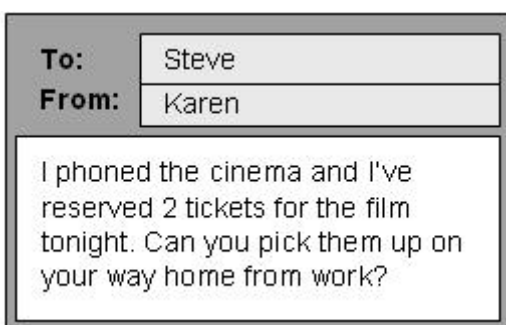 To: Steve
From: Karen
I phoned the cinema and I've
reserved 2 tickets for the film
tonight. Can you pick them up on
your way home from work?